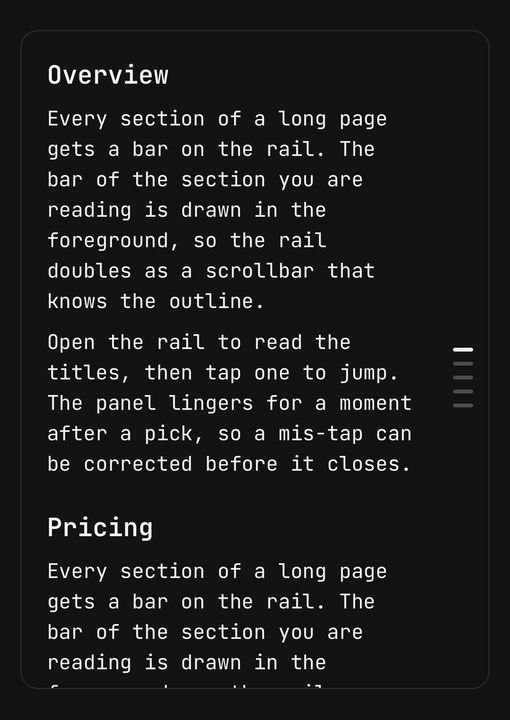 Overview
Every section of a long page
gets a bar on the rail. The
bar of the section you are
reading is drawn in the
foreground, so the rail
doubles as a scrollbar that
knows the outline.
Open the rail to read the
titles, then tap one to jump.
The panel lingers for a moment
after a pick, so a mis-tap can
be corrected before it closes.
Pricing
Every section of a long page
gets a bar on the rail. The
bar of the section you are
reading is drawn in the